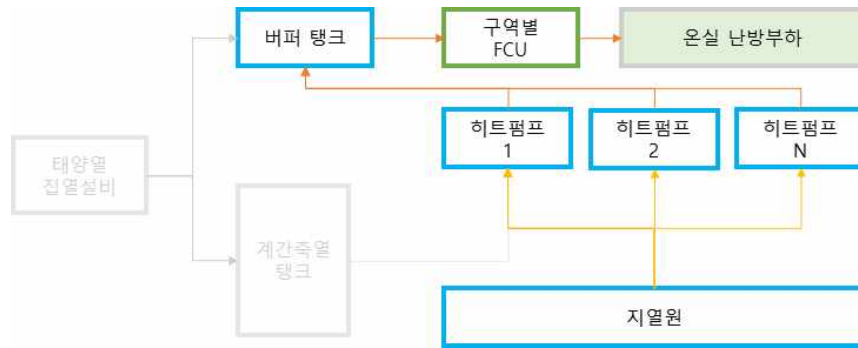 버퍼 탱크
구역별
FCU
온실 난방부하
히트펌프
1
히트펌프
2
히트펌프
N
태양열
집열설비
계간축열
탱크
지열원